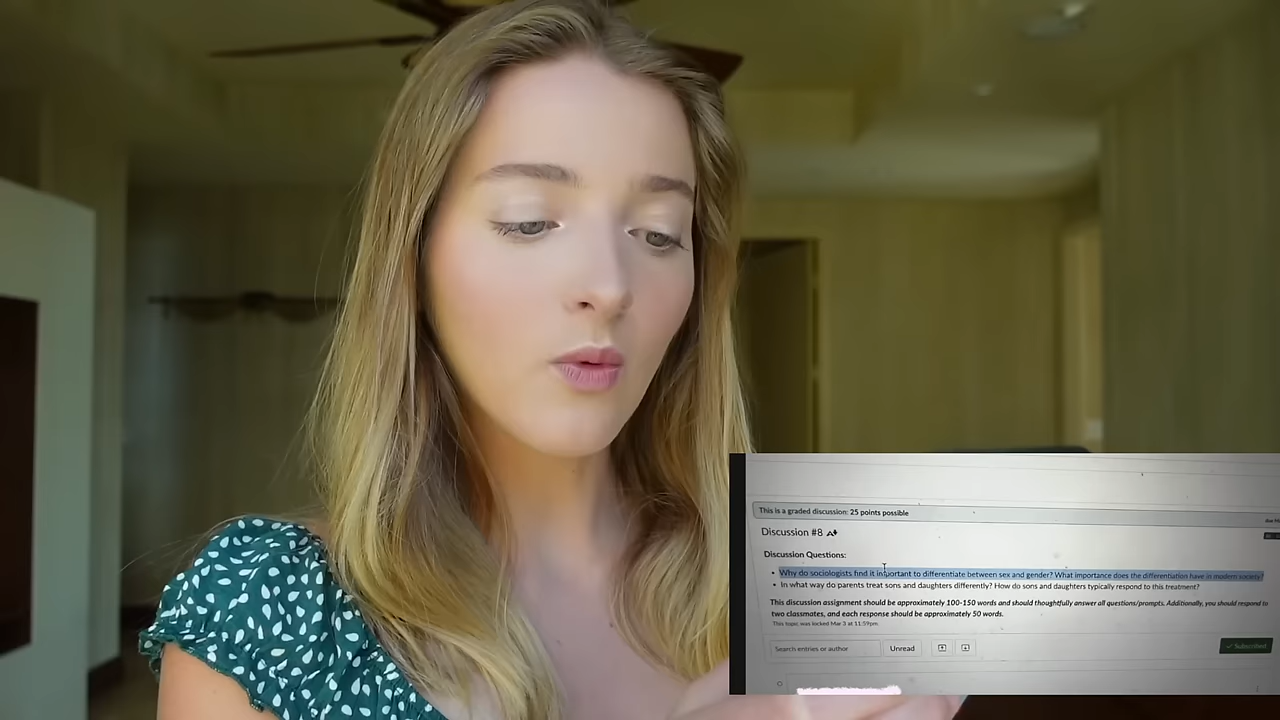 This is a graded discussion: 25 points possible
Discussion #8
Discussion Questions:
Why do sociologists find it important to differentiate between sex and gender? What importance does the differentiation have in modern society?
In what way do parents treat sons and daughters differently? How do sons and daughters typically respond to this treatment?
This discussion assignment should be approximately 100-150 words and should thoughtfully answer all questions/prompts. Additionally, you should respond to
two classmates, and each response should be approximately 50 words.
This topic was locked Mar 3 at 11:59pm.
Search entries or author Unread Subscribed